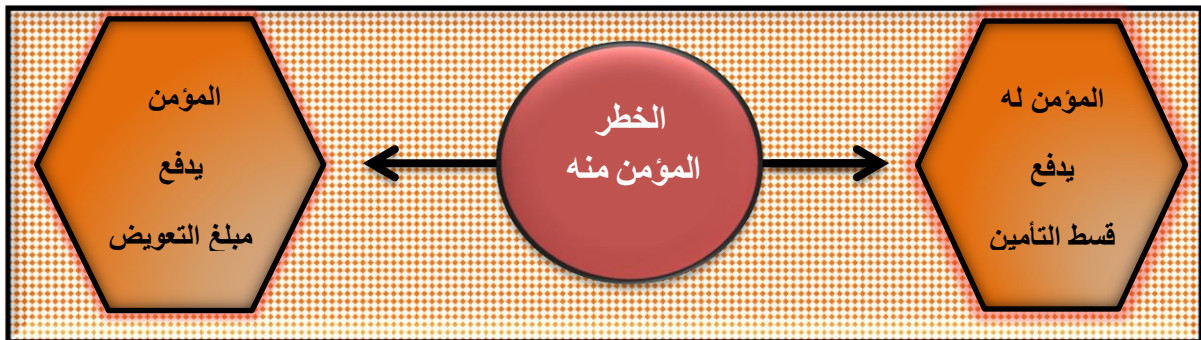 المؤمن له
يدفع
قسط التأمين
الخطر
المؤمن منه
المؤمن
يدفع
مبلغ التعويض